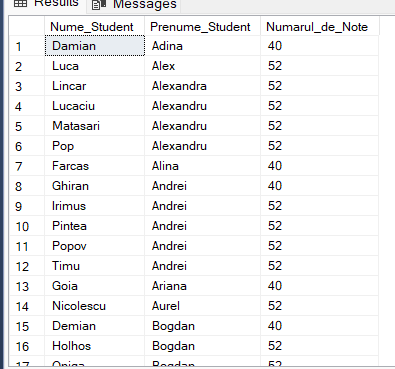 Results Messages
Nume_Student Prenume_Student Numarul_de_Note
1 Damian Adina 40
2 Luca Alex 52
3 Lincar Alexandra 52
4 Lucaciu Alexandru 52
5 Matasari Alexandru 52
6 Pop Alexandru 52
7 Farcas Alina 40
8 Ghiran Andrei 40
9 Irimus Andrei 52
10 Pintea Andrei 52
11 Popov Andrei 52
12 Timu Andrei 52
13 Goia Ariana 40
14 Nicolescu Aurel 52
15 Demian Bogdan 40
16 Holhos Bogdan 52
17 Bogdan 52